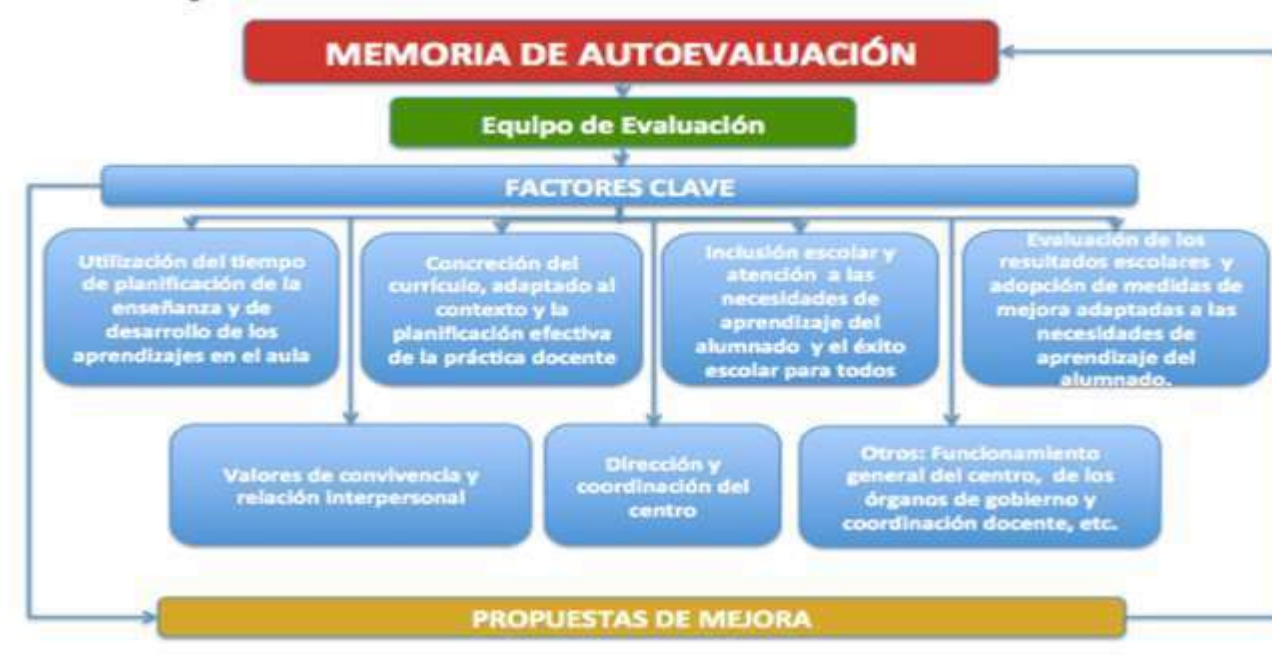 MEMORIA DE AUTOEVALUACIÓN
Equipo de Evaluación
FACTORES CLAVE
Utilización del tiempo
de planificación de la
enseñanza y de
desarrollo de los
aprendizajes en el aula
Concreción del
currículo, adaptado al
contexto y la
planificación efectiva
de la práctica docente
Inclusión escolar y
atención a las
necesidades de
aprendizaje del
alumnado y el éxito
escolar para todos
Evaluación de los
resultados escolares y
adopción de medidas de
mejora adaptadas a las
necesidades de
aprendizaje del
alumnado.
Valores de convivencia y
relación interpersonal
Dirección y
coordinación del
centro
Otros: Funcionamiento
general del centro, de los
órganos de gobierno y
coordinación docente, etc.
PROPUESTAS DE MEJORA